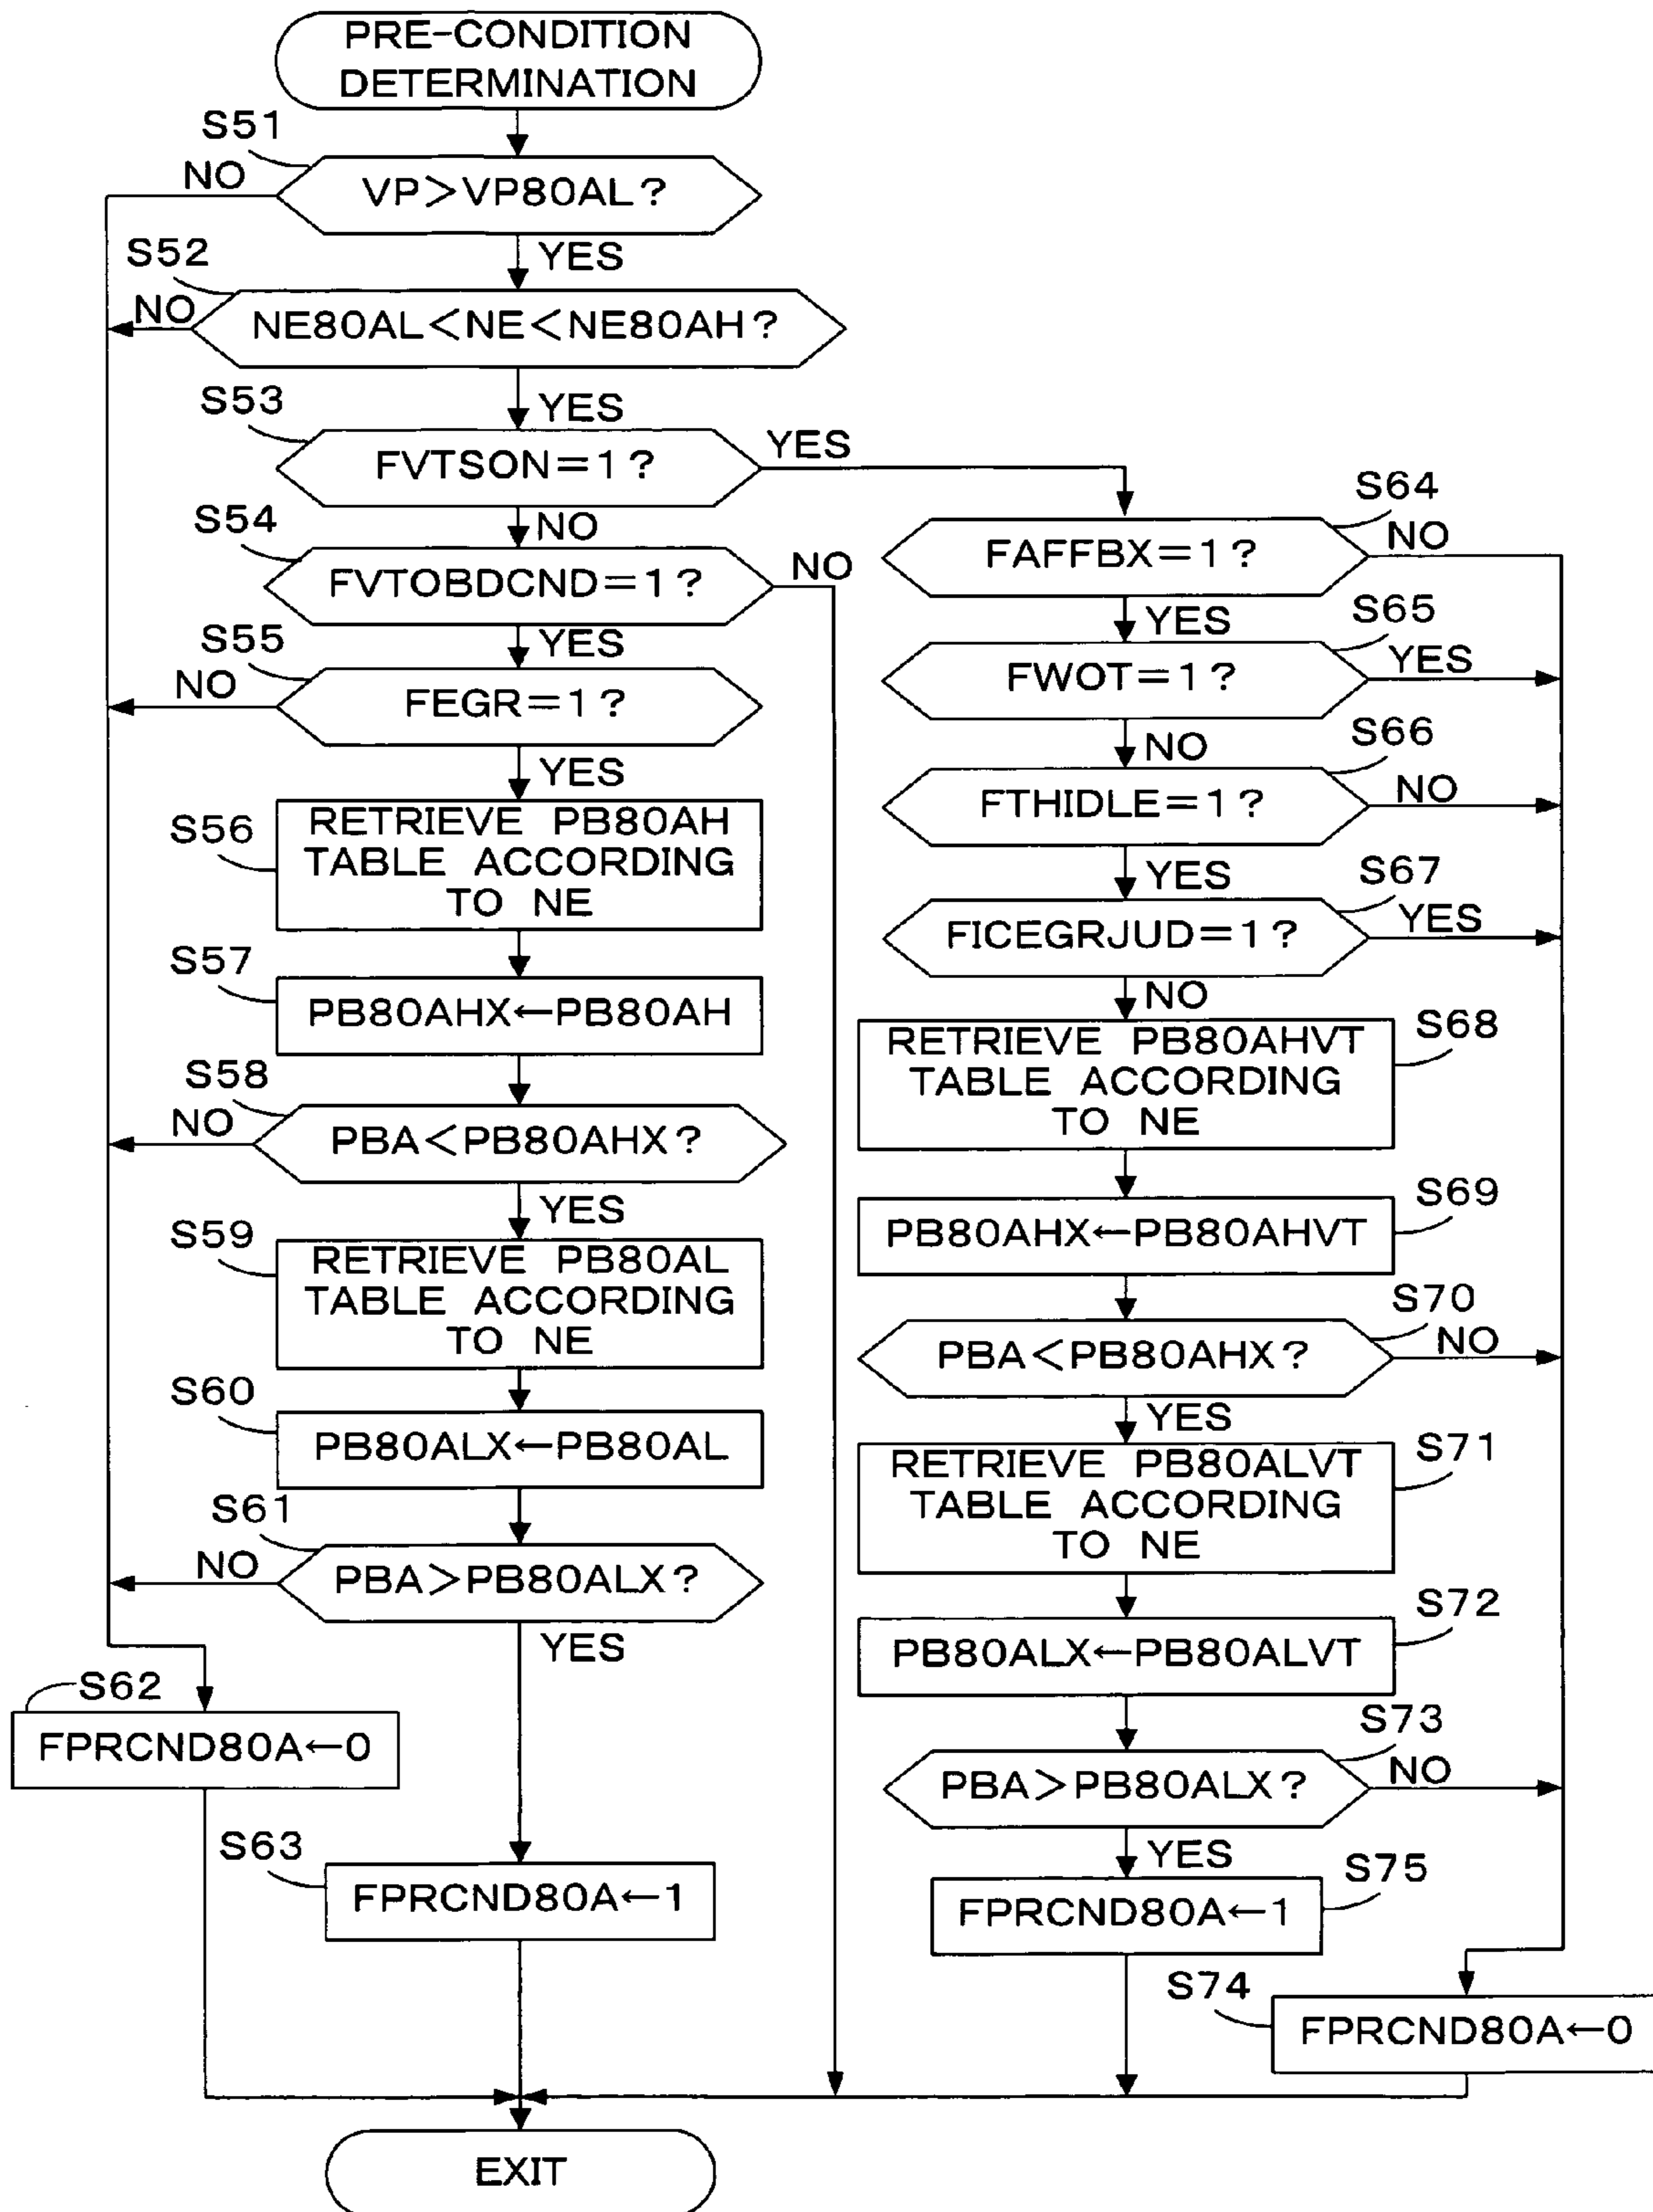 PRE-CONDITION
DETERMINATION
S51
NO
VP>VP80AL?
YES
S52
NO
NE80AL<NE<NE80AH?
YES
S53
FVTSON=1?
YES
NO
S54
FVTOBDCND=1?
NO
YES
S55
NO
FEGR=1?
YES
S56
RETRIEVE PB80AH
TABLE ACCORDING
TO NE
S57
PB80AHX←PB80AH
S58
NO
PBA<PB80AHX?
YES
S59
RETRIEVE PB80AL
TABLE ACCORDING
TO NE
S60
PB80ALX←PB80AL
S61
NO
PBA>PB80ALX?
YES
S62
FPRCND80A←0
S63
FPRCND80A←1
S64
FAFFBX=1?
NO
YES
S65
FWOT=1?
YES
NO
S66
FTHIDLE=1?
NO
YES
S67
FICEGRJUD=1?
YES
NO
S68
RETRIEVE PB80AHVT
TABLE ACCORDING
TO NE
S69
PB80AHX←PB80AHVT
S70
PBA<PB80AHX?
NO
YES
S71
RETRIEVE PB80ALVT
TABLE ACCORDING
TO NE
S72
PB80ALX←PB80ALVT
S73
PBA>PB80ALX?
NO
YES
S75
FPRCND80A←1
S74
FPRCND80A←0
EXIT